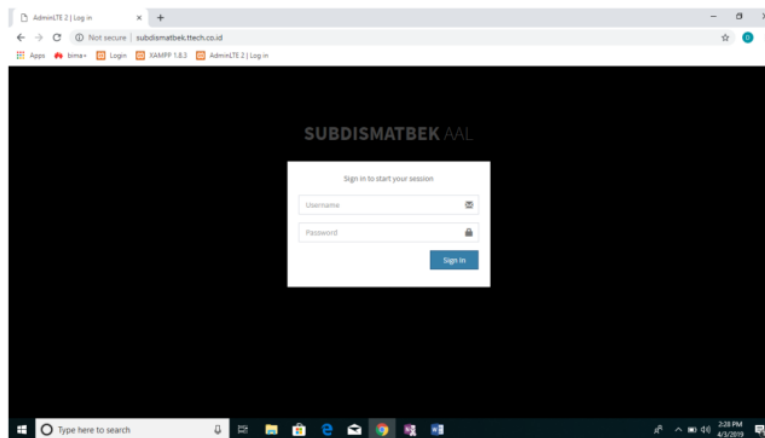 AdminLTE 2 | Log in
Not secure | subdismatbek.ttech.co.id
Apps bima+ Login XAMPP 1.8.3 AdminLTE 2 | Log in
SUBDISMATBEK AAL
Sign in to start your session
Username
Password
Sign In
Type here to search
2:28 PM
4/3/2019